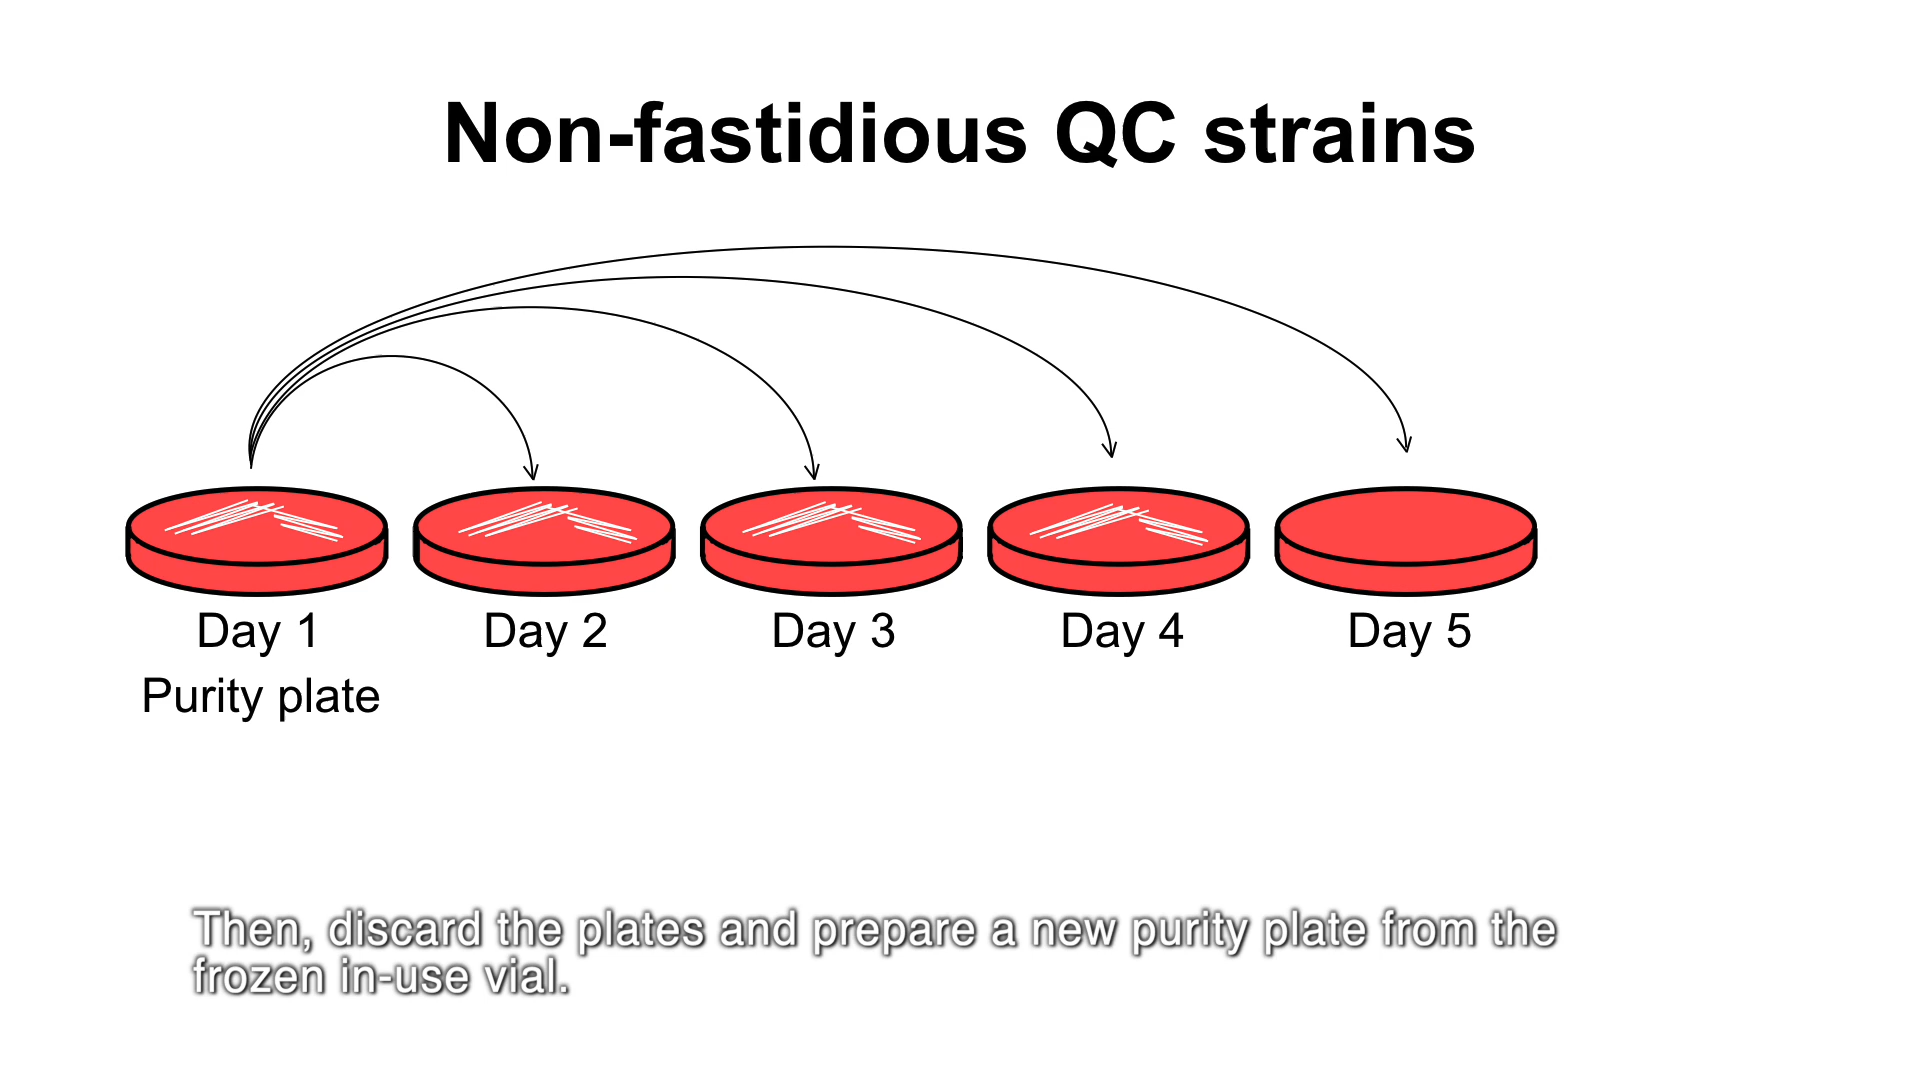 Non-fastidious QC strains
Day 1
Day 2
Day 3
Day 4
Day 5
Purity plate
Then, discard the plates and prepare a new purity plate from the
frozen in-use vial.